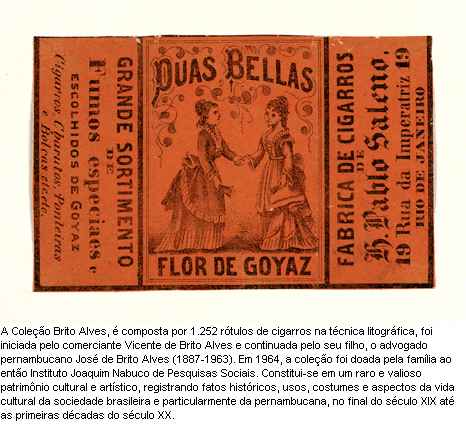 GRANDE SORTIMENTO
DE
Fumos especiaes e
ESCOLHIDOS DE GOYAZ
Cigarros, Charutos, Ponteiras
e Bolças etc. etc.
DUAS BELLAS
FLOR DE GOYAZ
FABRICA DE CIGARROS
DE
H. Pablo Saleno,
19 Rua da Imperatriz 19
RIO DE JANEIRO
A Coleção Brito Alves, é composta por 1.252 rótulos de cigarros na técnica litográfica, foi
iniciada pelo comerciante Vicente de Brito Alves e continuada pelo seu filho, o advogado
pernambucano José de Brito Alves (1887-1963). Em 1964, a coleção foi doada pela família ao
então Instituto Joaquim Nabuco de Pesquisas Sociais. Constitui-se em um raro e valioso
patrimônio cultural e artístico, registrando fatos históricos, usos, costumes e aspectos da vida
cultural da sociedade brasileira e particularmente da pernambucana, no final do século XIX até
as primeiras décadas do século XX.